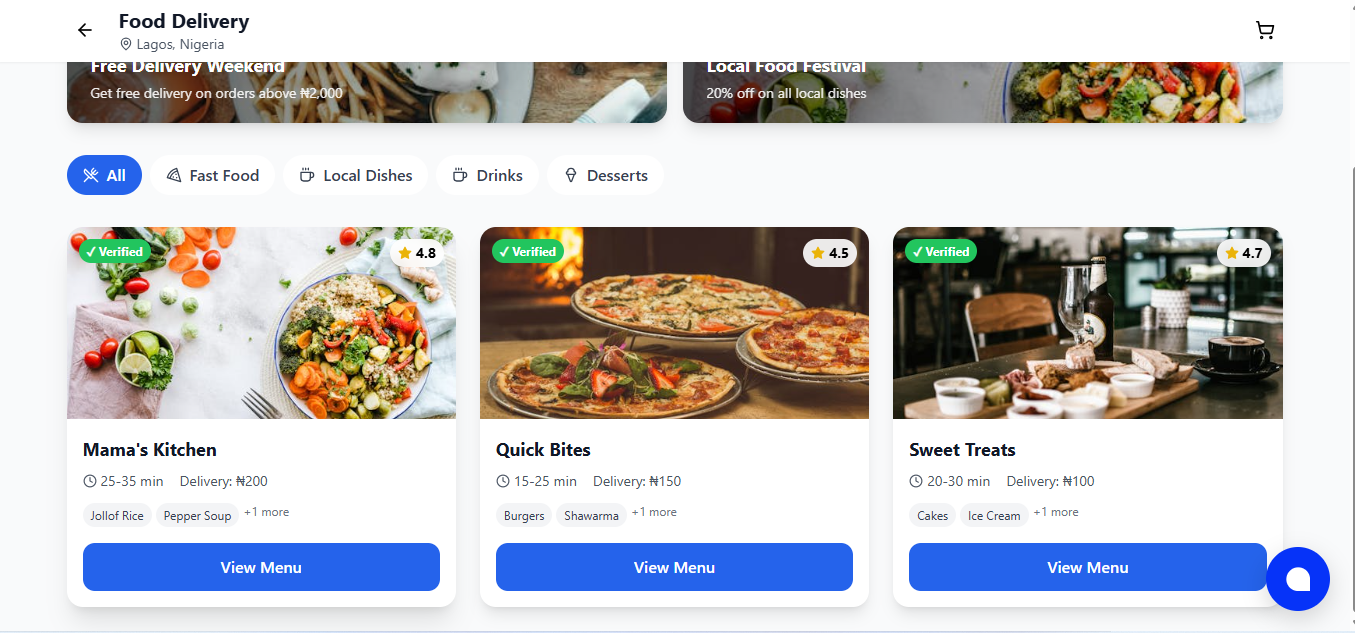 Food Delivery
Lagos, Nigeria
Free Delivery Weekend
Get free delivery on orders above ₦2,000
Local Food Festival
20% off on all local dishes
All
Fast Food
Local Dishes
Drinks
Desserts
✓ Verified
4.8
Mama's Kitchen
25-35 min Delivery: ₦200
Jollof Rice Pepper Soup +1 more
View Menu
✓ Verified
4.5
Quick Bites
15-25 min Delivery: ₦150
Burgers Shawarma +1 more
View Menu
✓ Verified
4.7
Sweet Treats
20-30 min Delivery: ₦100
Cakes Ice Cream +1 more
View Menu